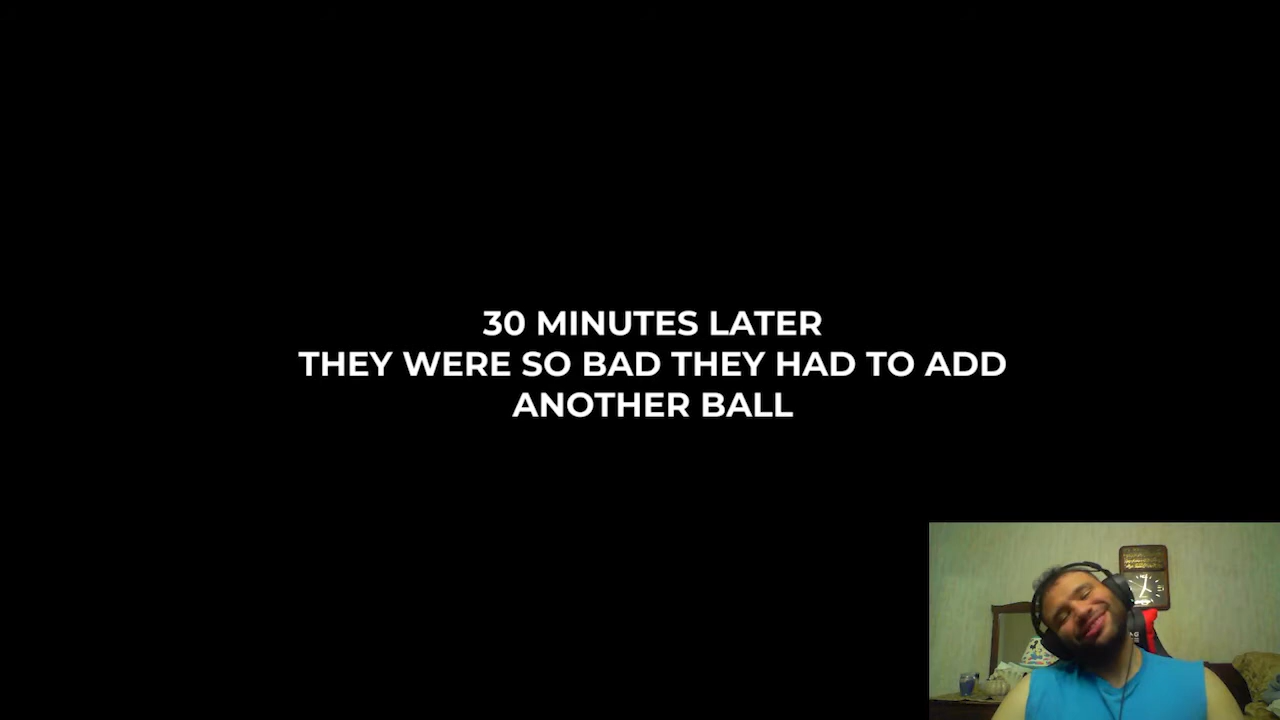 30 MINUTES LATER
THEY WERE SO BAD THEY HAD TO ADD
ANOTHER BALL